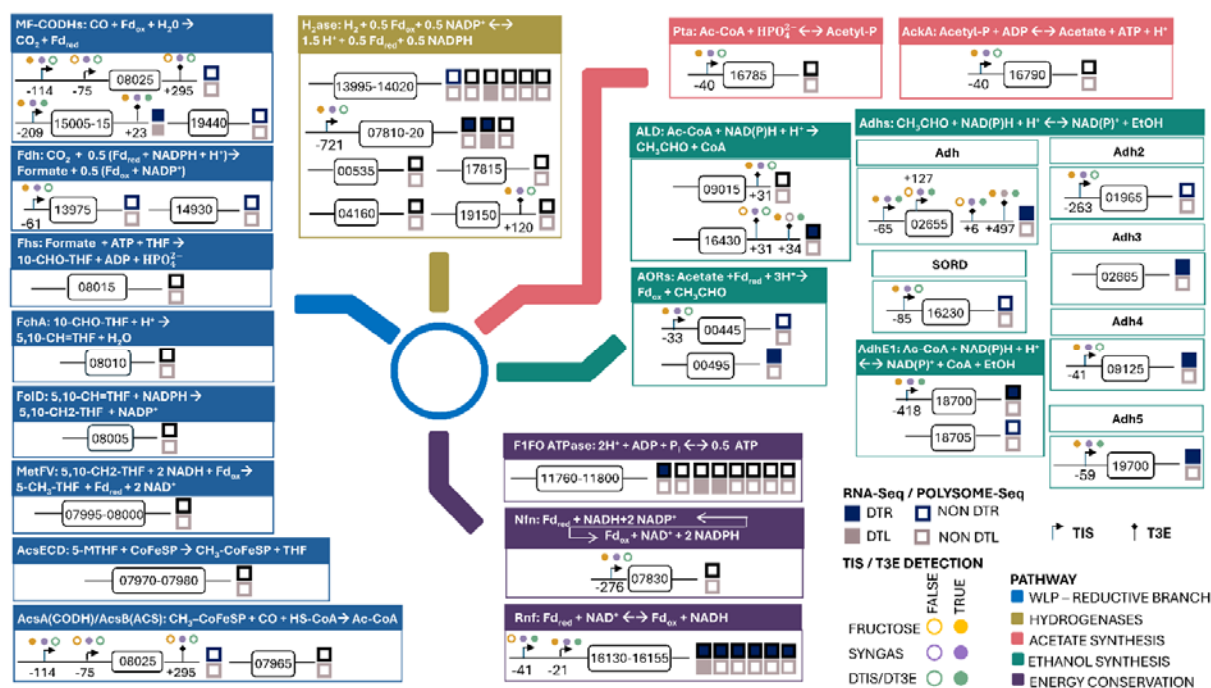 MF-CODHs: CO + Fdox + H20 →
CO2 + Fdred
08025
-114
-75
+295
15005-15
19440
-209
+23
Fdh: CO2 + 0.5 (Fdred + NADPH + H+)→
Formate + 0.5 (Fdox + NADP+)
13975
14930
-61
Fhs: Formate + ATP + THF →
10-CHO-THF + ADP + HPO4²⁻
08015
FchA: 10-CHO-THF + H+ →
5,10-CH=THF + H2O
08010
FolD: 5,10-CH=THF + NADPH →
5,10-CH2-THF + NADP+
08005
MetFV: 5,10-CH2-THF + 2 NADH + Fdox→
5-CH3-THF + Fdred + 2 NAD+
07995-08000
AcsECD: 5-MTHF + CoFeSP → CH3-CoFeSP + THF
07970-07980
AcsA(CODH)/AcsB(ACS): CH3-CoFeSP + CO + HS-CoA→ Ac-CoA
08025
07965
-114
-75
+295
H2ase: H2 + 0.5 Fdox + 0.5 NADP+ ←→
1.5 H+ + 0.5 Fdred + 0.5 NADPH
13995-14020
07810-20
-721
00535
17815
04160
19150
+120
Pta: Ac-CoA + HPO4²⁻ ←→ Acetyl-P
16785
-40
AckA: Acetyl-P + ADP ←→ Acetate + ATP + H+
16790
-40
ALD: Ac-CoA + NAD(P)H + H+ →
CH3CHO + CoA
09015
+31
16430
+31
+34
AORs: Acetate +Fdred + 3H+→
Fdox + CH3CHO
00445
-33
00495
Adhs: CH3CHO + NAD(P)H + H+ ←→ NAD(P)+ + EtOH
Adh
+127
02655
-65
+6
+497
SORD
16230
-85
AdhE1: Ac-CoA + NAD(P)H + H+
←→ NAD(P)+ + CoA + EtOH
18700
-418
18705
Adh2
01965
-263
Adh3
02665
Adh4
09125
-41
Adh5
19700
-59
F1FO ATPase: 2H+ + ADP + Pi ←→ 0.5 ATP
11760-11800
Nfn: Fdred + NADH+2 NADP+
Fdox + NAD+ + 2 NADPH
07830
-276
Rnf: Fdred + NAD+ ←→ Fdox + NADH
16130-16155
-41
-21
RNA-Seq / POLYSOME-Seq
DTR
NON DTR
DTL
NON DTL
TIS
T3E
TIS / T3E DETECTION
FALSE
TRUE
FRUCTOSE
SYNGAS
DTIS/DT3E
PATHWAY
WLP – REDUCTIVE BRANCH
HYDROGENASES
ACETATE SYNTHESIS
ETHANOL SYNTHESIS
ENERGY CONSERVATION